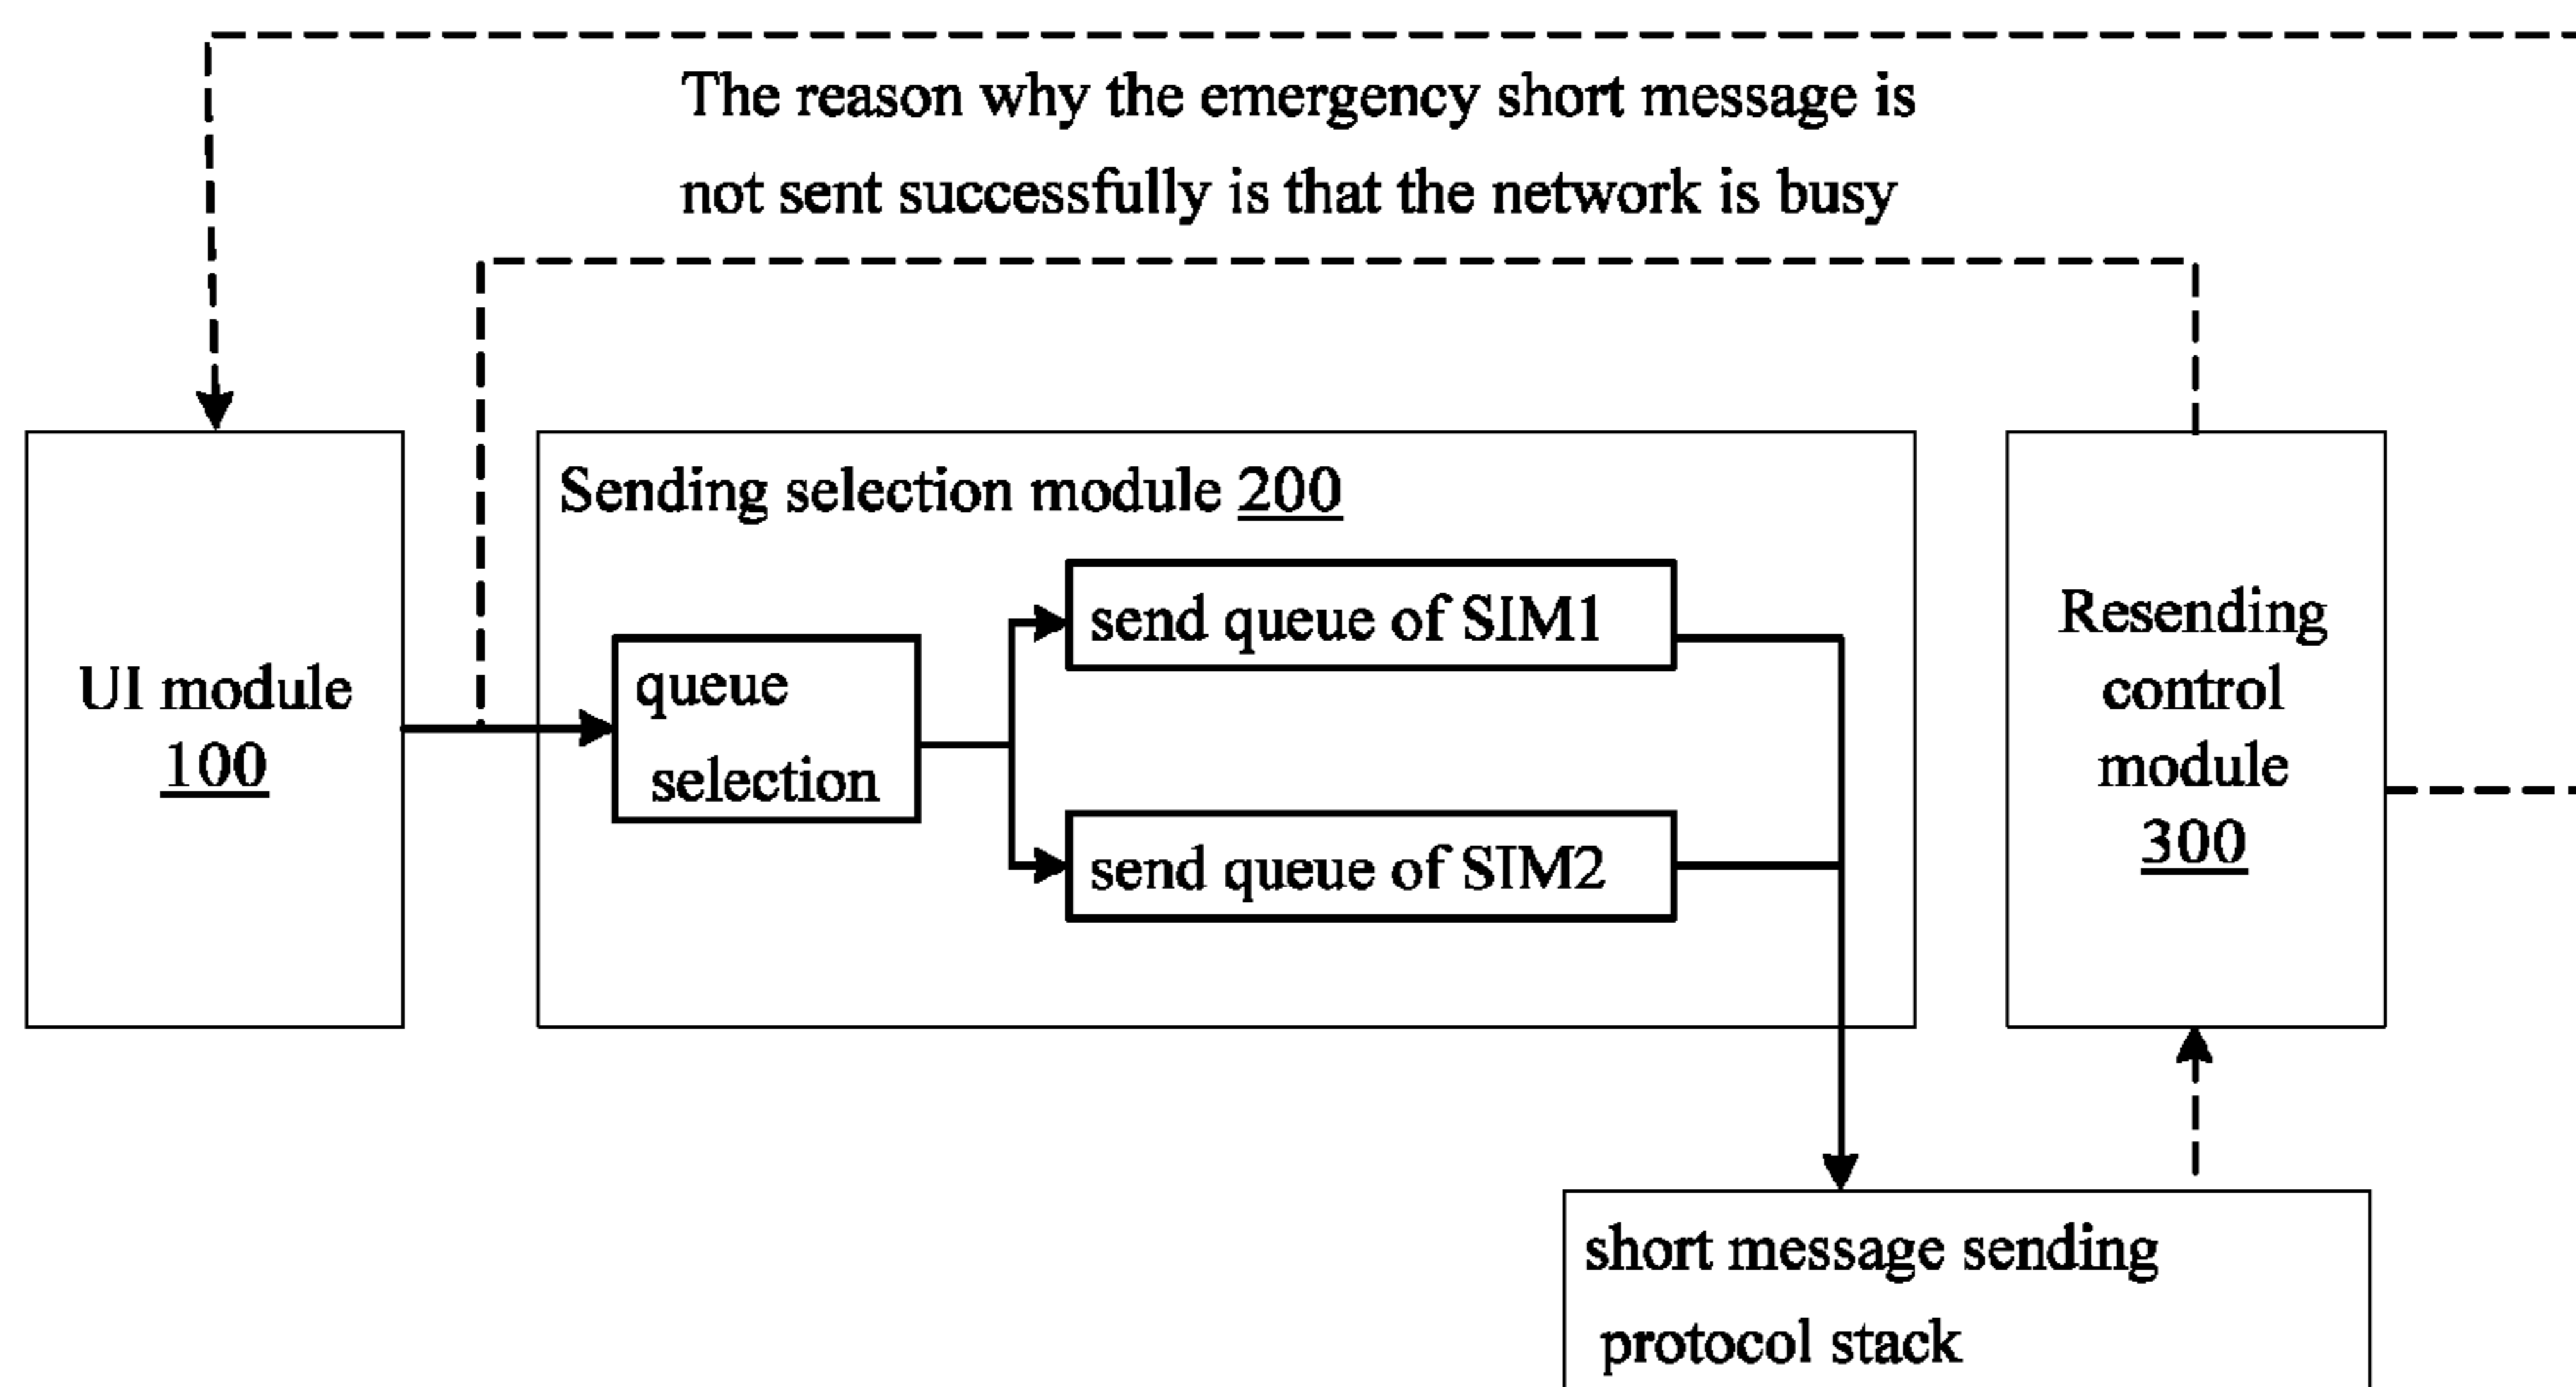 The reason why the emergency short message is
not sent successfully is that the network is busy
UI module
100
Sending selection module 200
queue
selection
send queue of SIM1
send queue of SIM2
Resending
control
module
300
short message sending
protocol stack